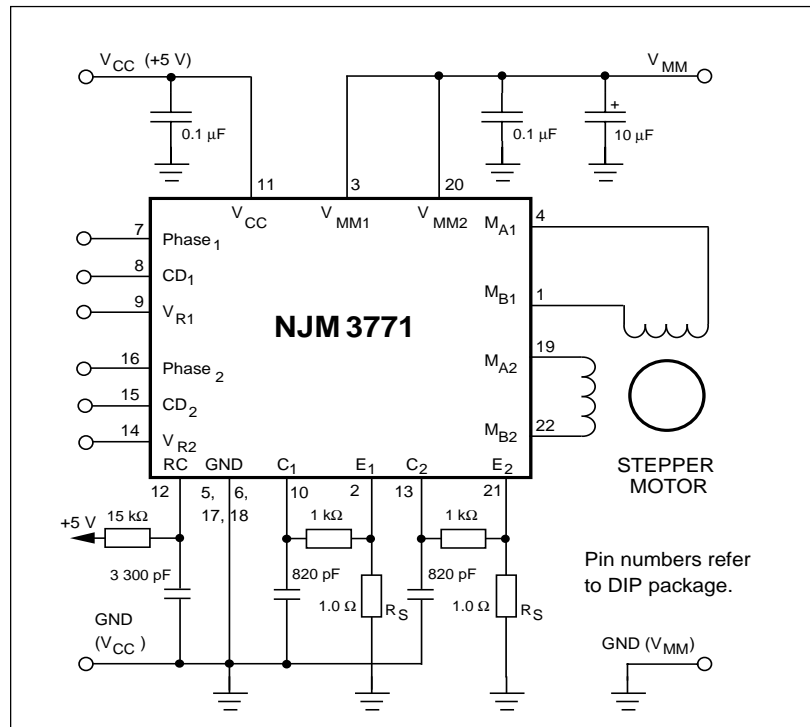 V_CC (+5 V)
V_MM
0.1 µF
0.1 µF
+
10 µF
11
3
20
V_CC
V_MM1
V_MM2
4
M_A1
7
Phase_1
8
CD_1
9
V_R1
16
Phase_2
15
CD_2
14
V_R2
NJM 3771
1
M_B1
19
M_A2
22
M_B2
STEPPER
MOTOR
RC
GND
C_1
E_1
C_2
E_2
12
5,
6,
17, 18
10
2
13
21
+5 V
15 kΩ
1 kΩ
1 kΩ
3 300 pF
820 pF
820 pF
1.0 Ω
R_S
1.0 Ω
R_S
Pin numbers refer
to DIP package.
GND
(V_CC )
GND (V_MM)